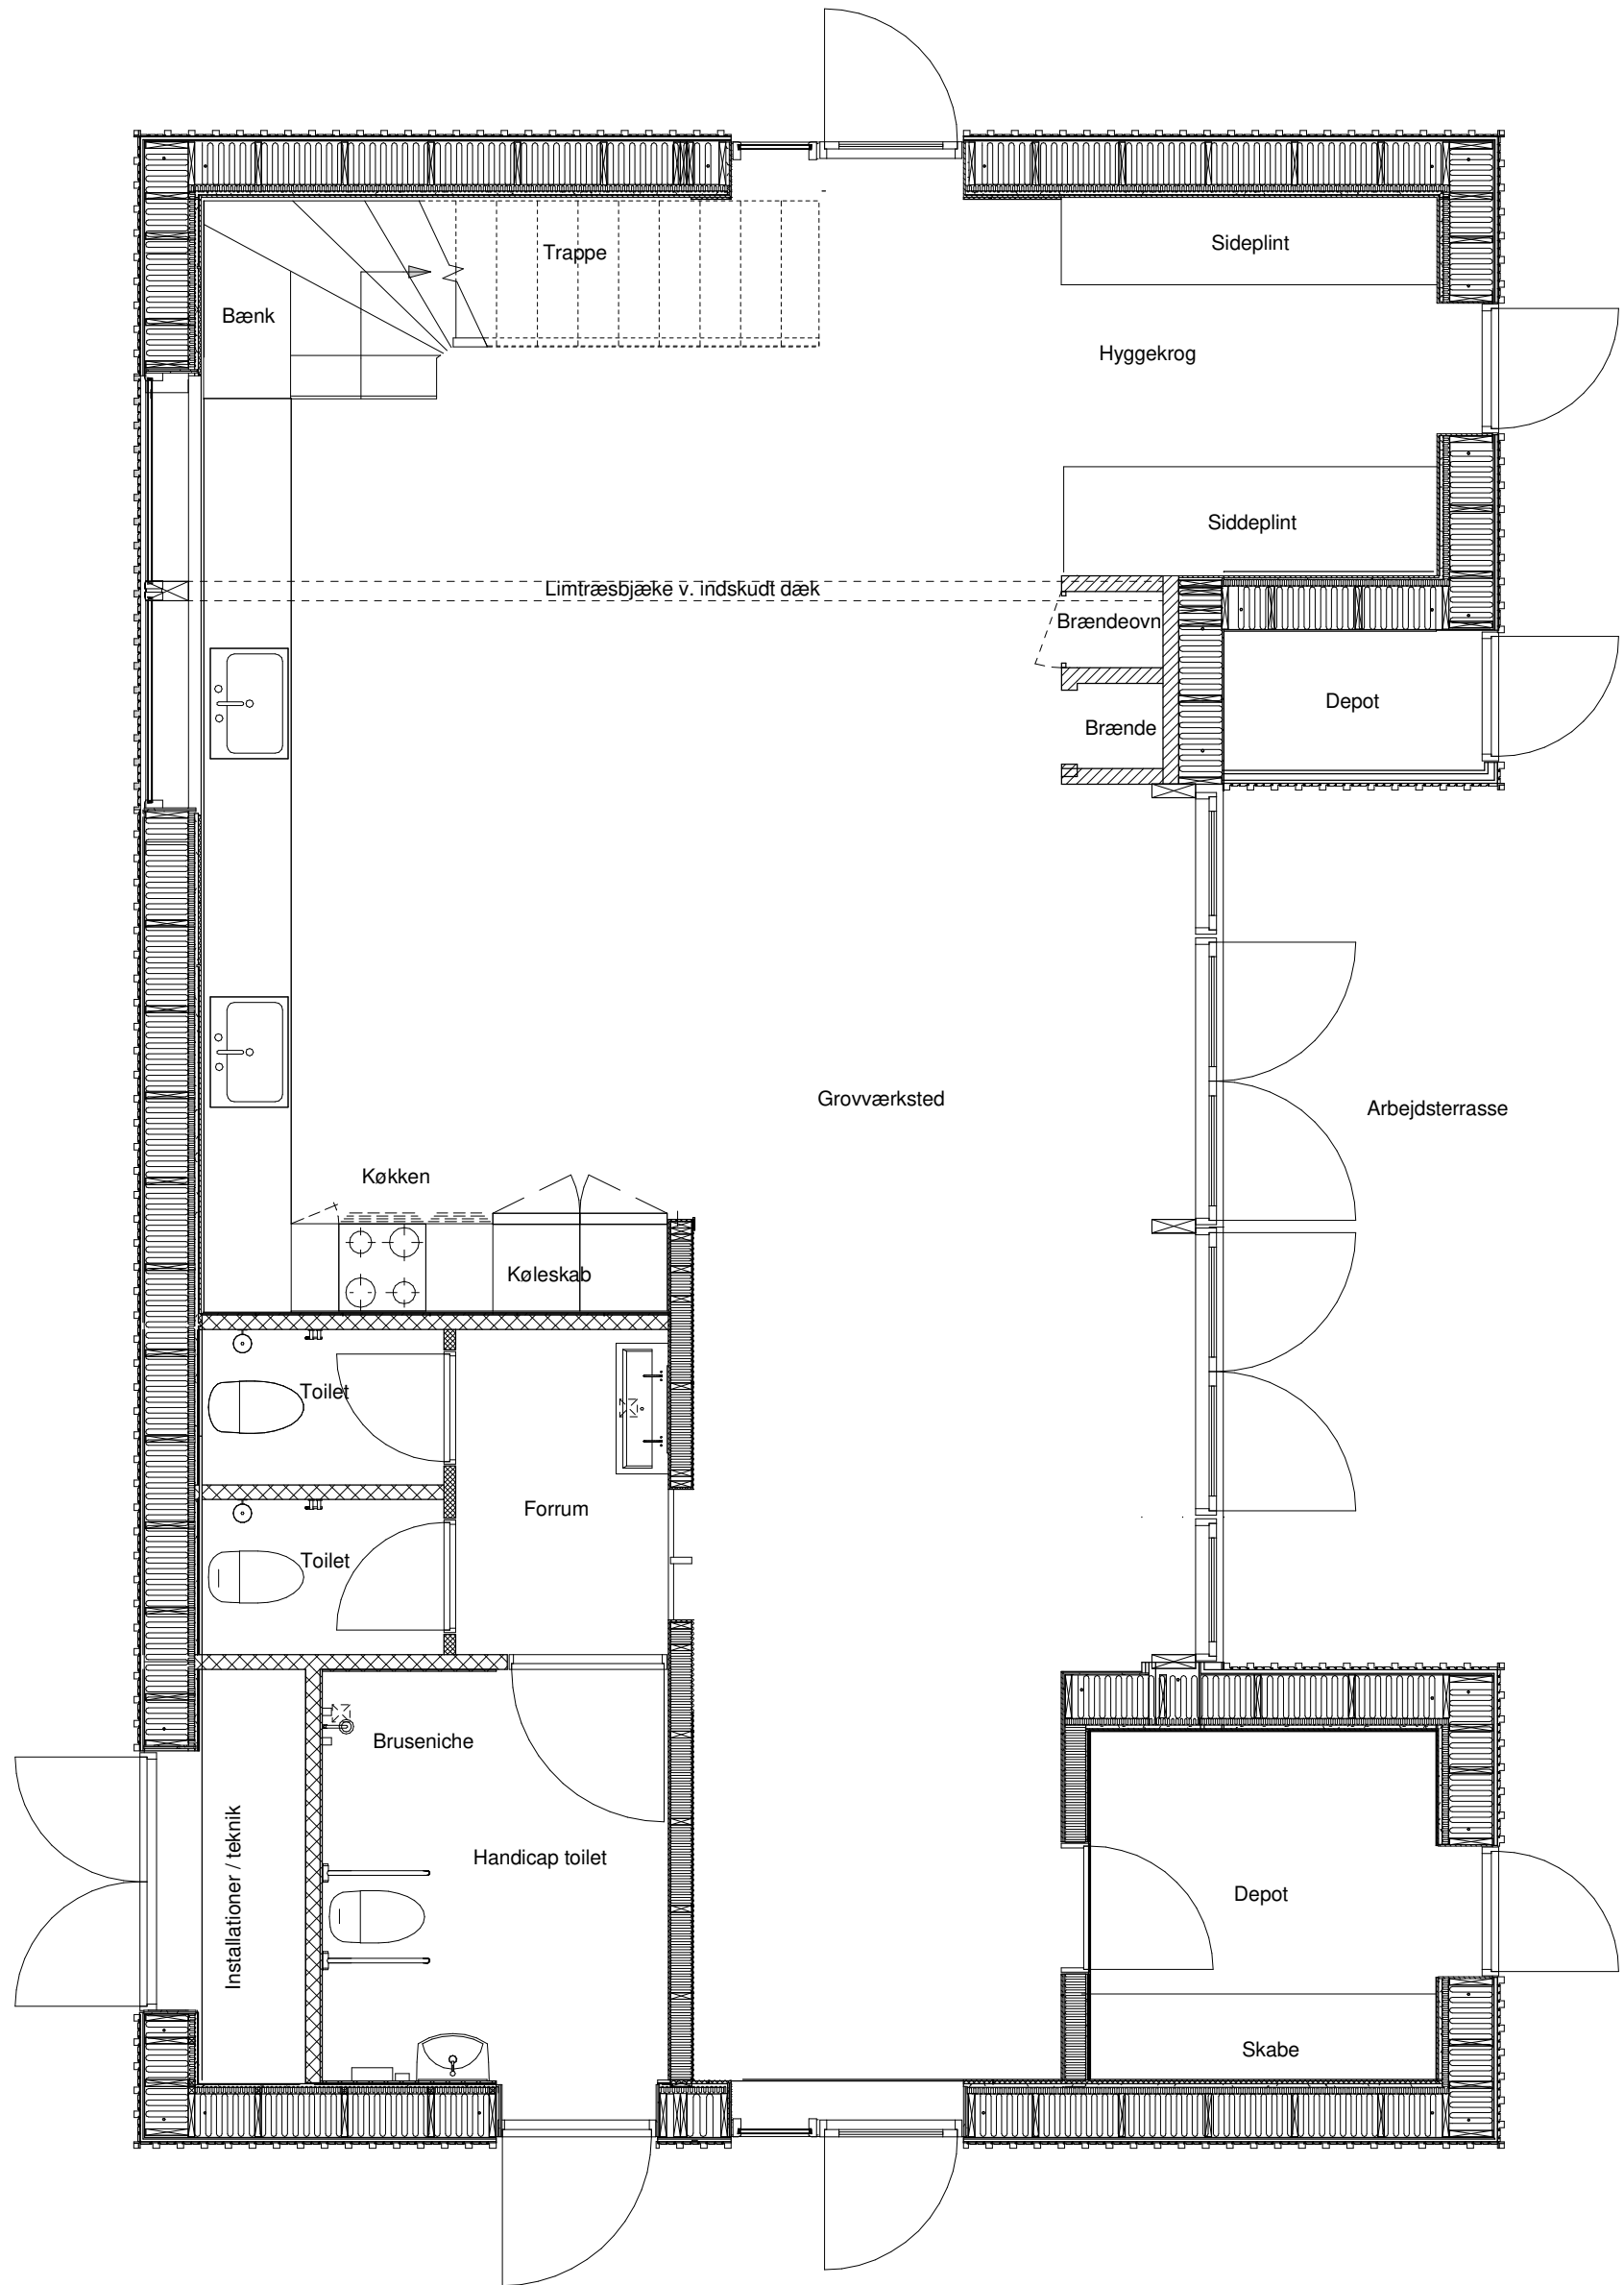 Trappe
Sideplint
Bænk
Hyggekrog
Siddeplint
Limtræsbjæke v. indskudt dæk
Brændeovn
Depot
Brænde
Grovværksted
Arbejdsterrasse
Køkken
Køleskab
Toilet
Forrum
Toilet
Bruseniche
Installationer / teknik
Handicap toilet
Depot
Skabe